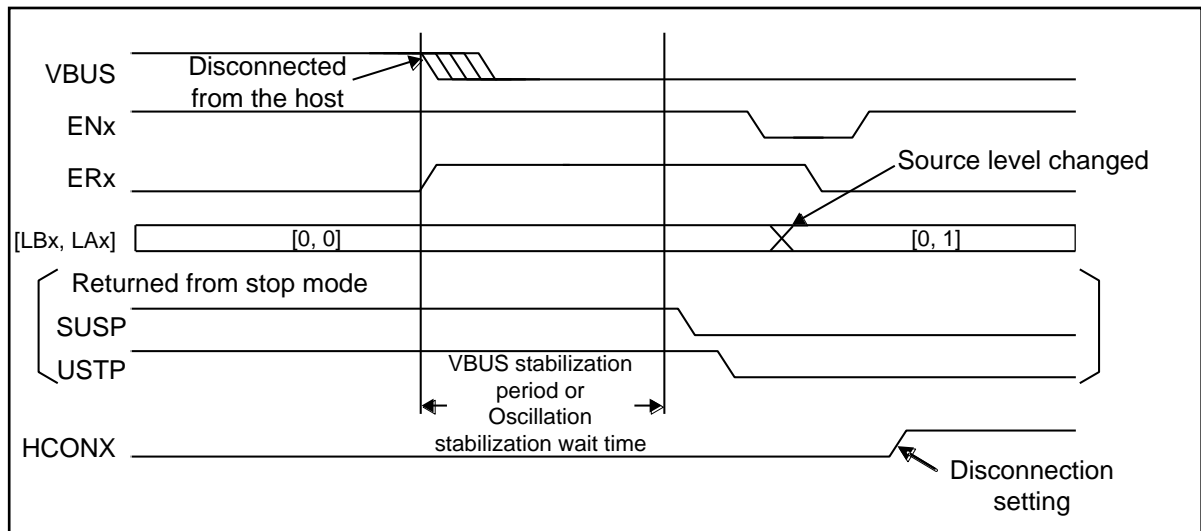 VBUS
Disconnected
from the host
ENx
ERx
Source level changed
[LBx, LAx]
[0, 0]
[0, 1]
Returned from stop mode
SUSP
USTP
VBUS stabilization
period or
Oscillation
stabilization wait time
HCONX
Disconnection
setting